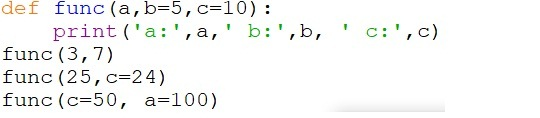 def func(a,b=5,c=10):
    print('a:',a,' b:',b, ' c:',c)
func(3,7)
func(25,c=24)
func(c=50, a=100)